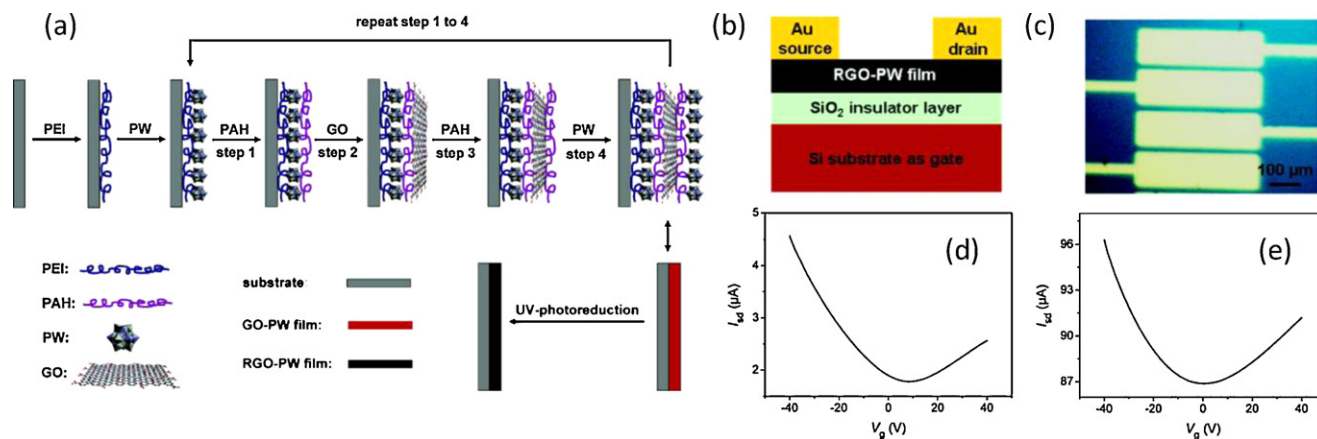 (a)
repeat step 1 to 4
PEI
PW
PAH
step 1
GO
step 2
PAH
step 3
PW
step 4
PEI:
PAH:
PW:
GO:
substrate
GO-PW film:
RGO-PW film:
UV-photoreduction
(b)
Au
source
Au
drain
RGO-PW film
SiO₂ insulator layer
Si substrate as gate
(c)
100 µm
(d)
5
4
3
2
Isd (µA)
-40
-20
0
20
40
Vg (V)
(e)
96
93
90
87
Isd (µA)
-40
-20
0
20
40
Vg (V)